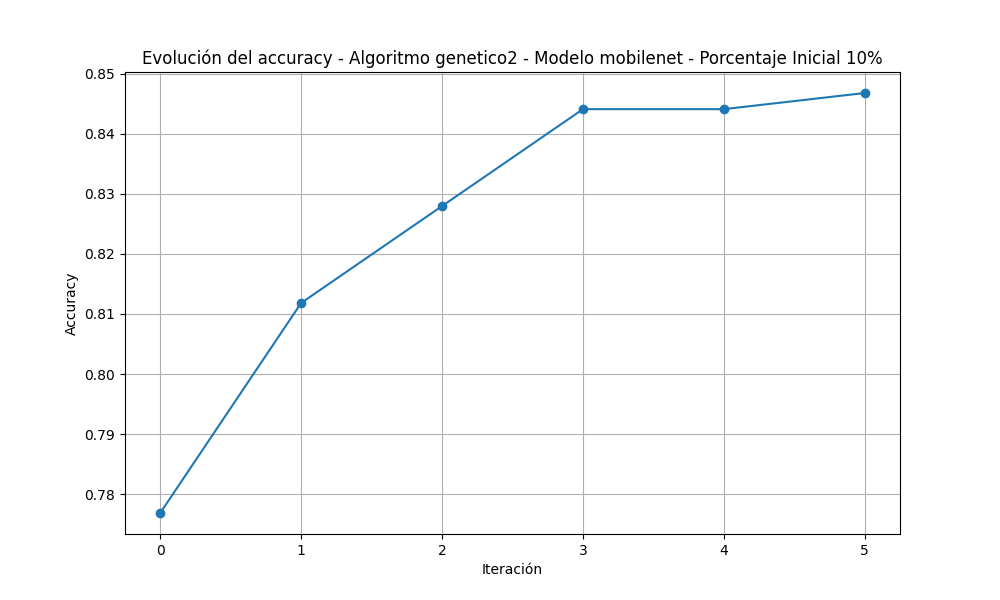 Evolución del accuracy - Algoritmo genetico2 - Modelo mobilenet - Porcentaje Inicial 10%
0.85
0.84
0.83
0.82
0.81
0.80
0.79
0.78
Accuracy
0 1 2 3 4 5
Iteración